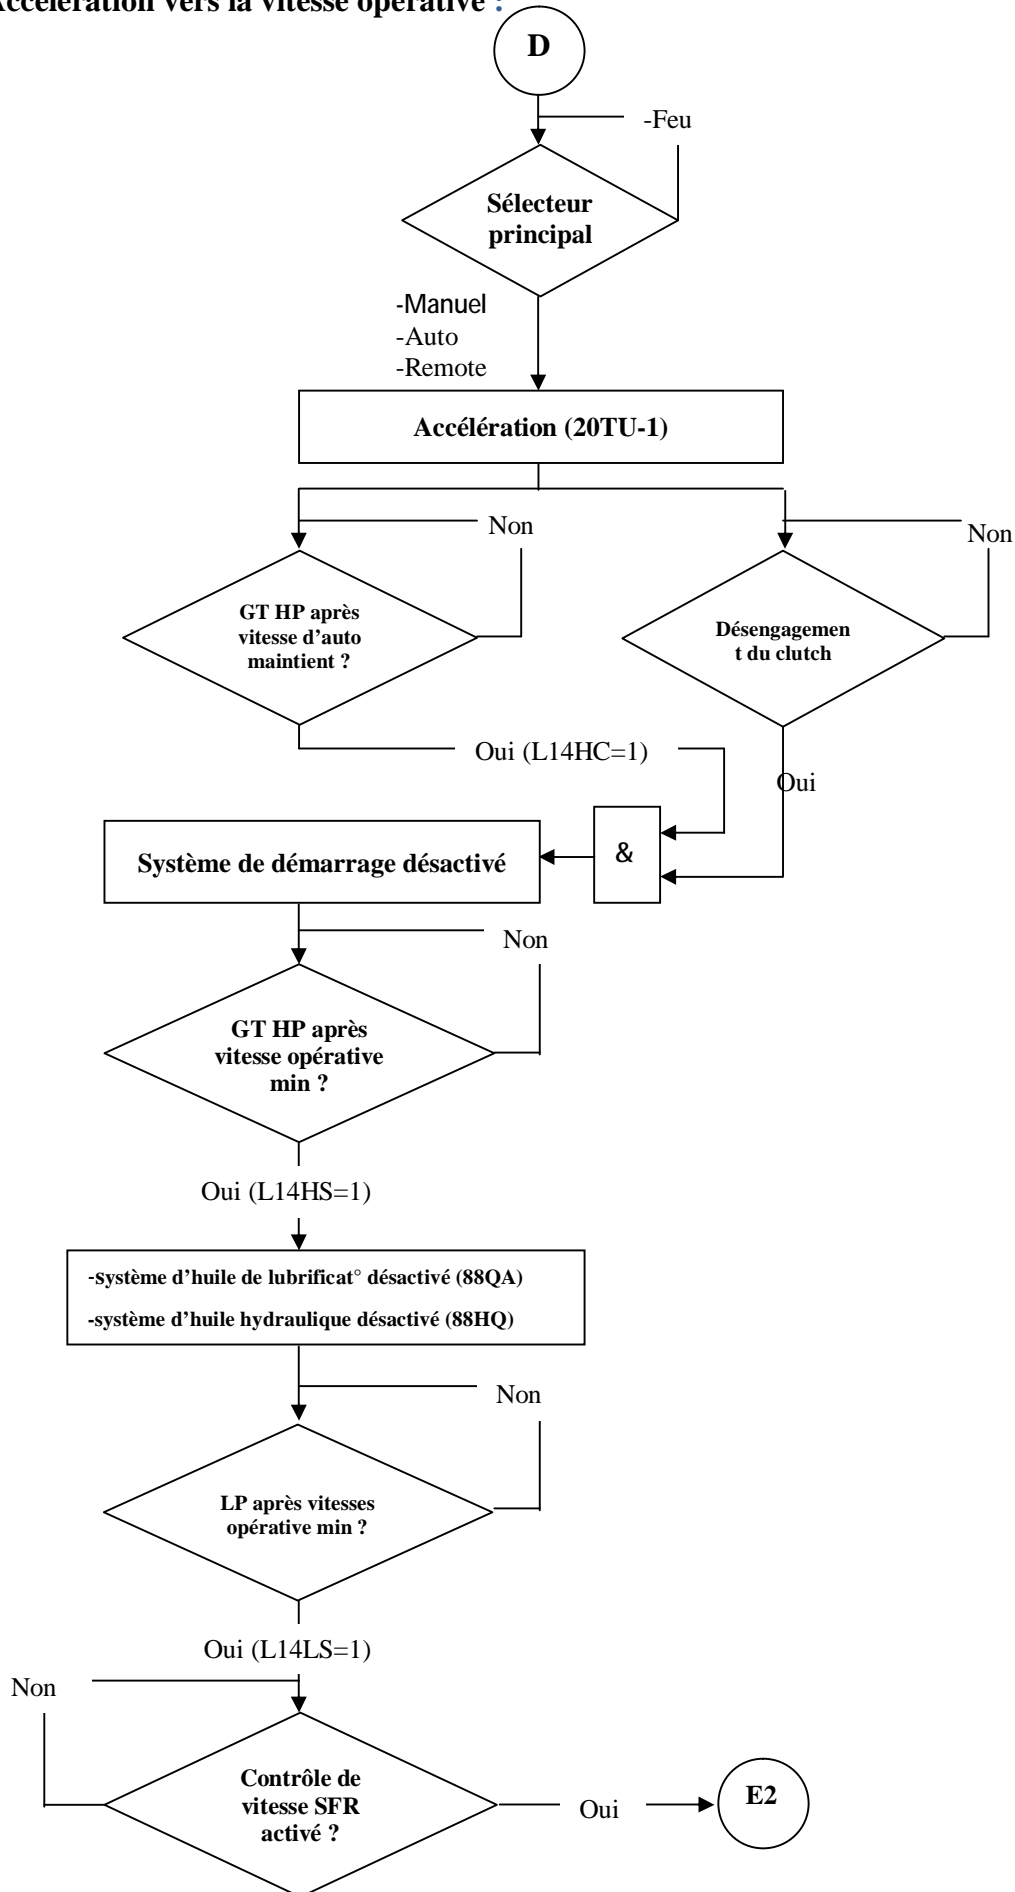 Accélération vers la vitesse opérative :
D
-Feu
Sélecteur
principal
-Manuel
-Auto
-Remote
Accélération (20TU-1)
Non
Non
GT HP après
vitesse d’auto
maintient ?
Désengagemen
t du clutch
Oui (L14HC=1)
Oui
&
Système de démarrage désactivé
Non
GT HP après
vitesse opérative
min ?
Oui (L14HS=1)
-système d’huile de lubrificat° désactivé (88QA)
-système d’huile hydraulique désactivé (88HQ)
Non
LP après vitesses
opérative min ?
Oui (L14LS=1)
Non
Contrôle de
vitesse SFR
activé ?
Oui
E2